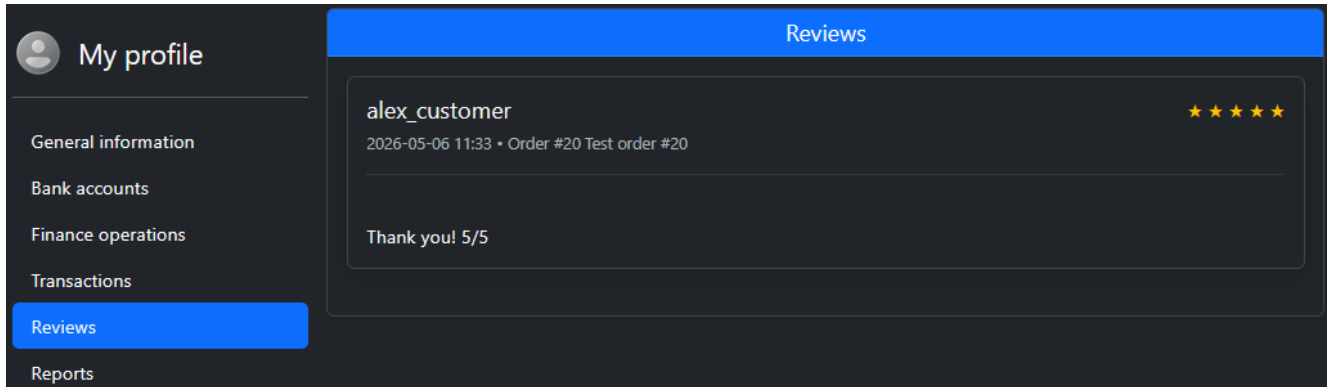 My profile
General information
Bank accounts
Finance operations
Transactions
Reviews
Reports
Reviews
alex_customer
★ ★ ★ ★ ★
2026-05-06 11:33 • Order #20 Test order #20
Thank you! 5/5